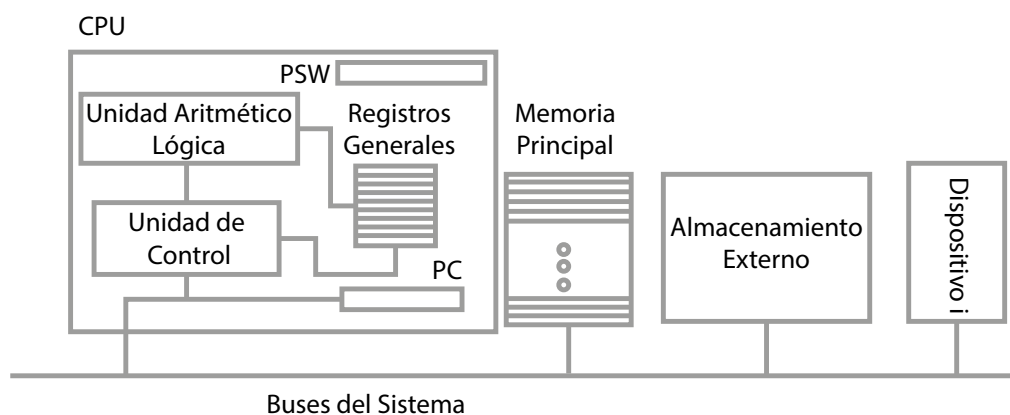 CPU
PSW
Unidad Aritmético
Lógica
Registros
Generales
Unidad de
Control
PC
Memoria
Principal
Almacenamiento
Externo
Dispositivo i
Buses del Sistema